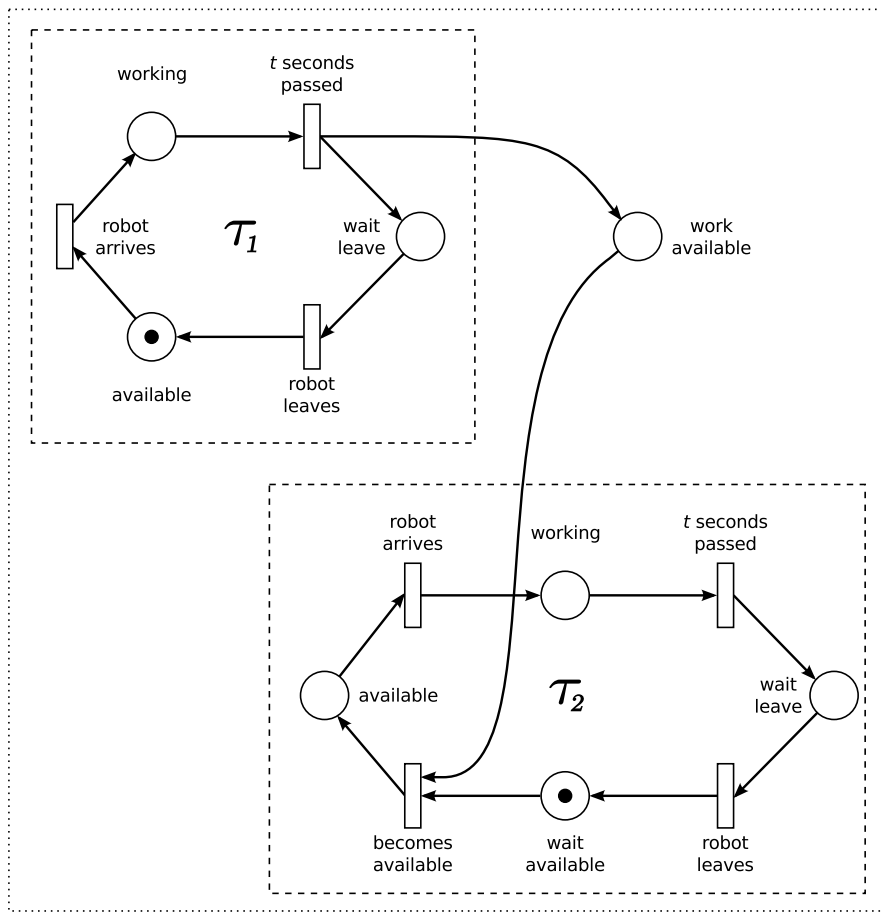 working
t seconds
passed
robot
arrives
τ1
wait
leave
work
available
available
robot
leaves
robot
arrives
working
t seconds
passed
available
τ2
wait
leave
becomes
available
wait
available
robot
leaves